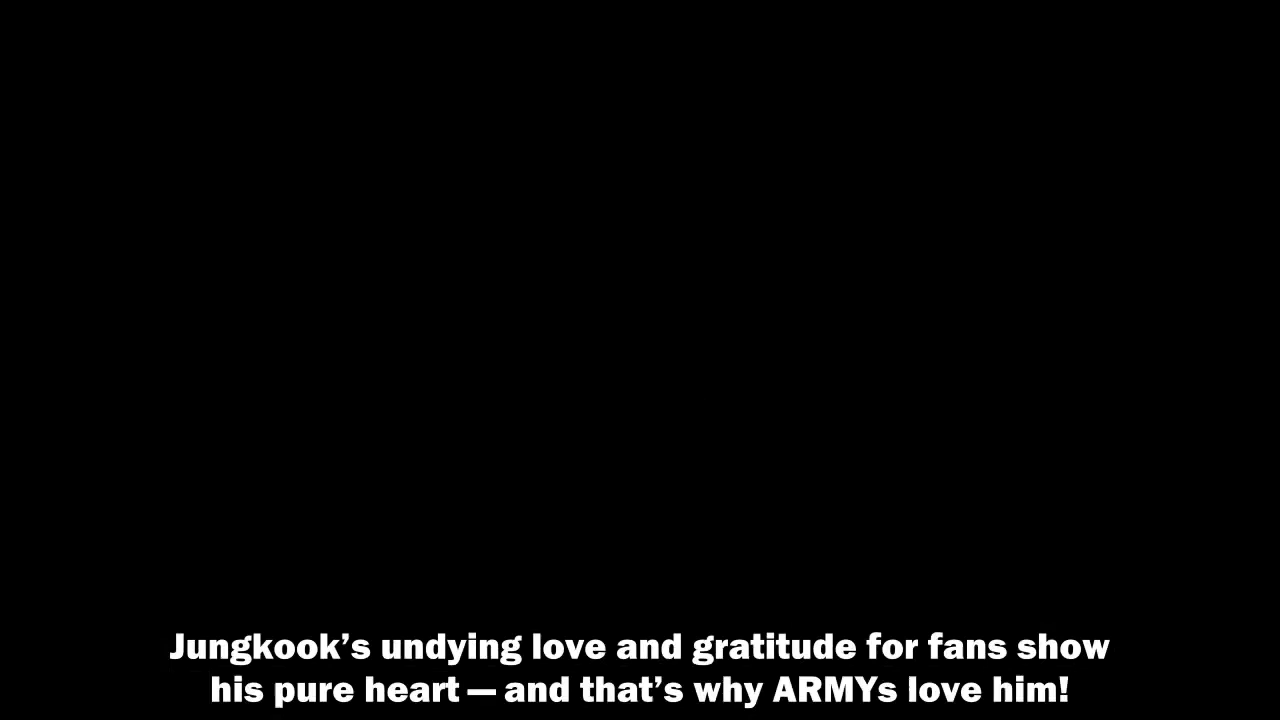 Jungkook’s undying love and gratitude for fans show
his pure heart — and that’s why ARMYs love him!